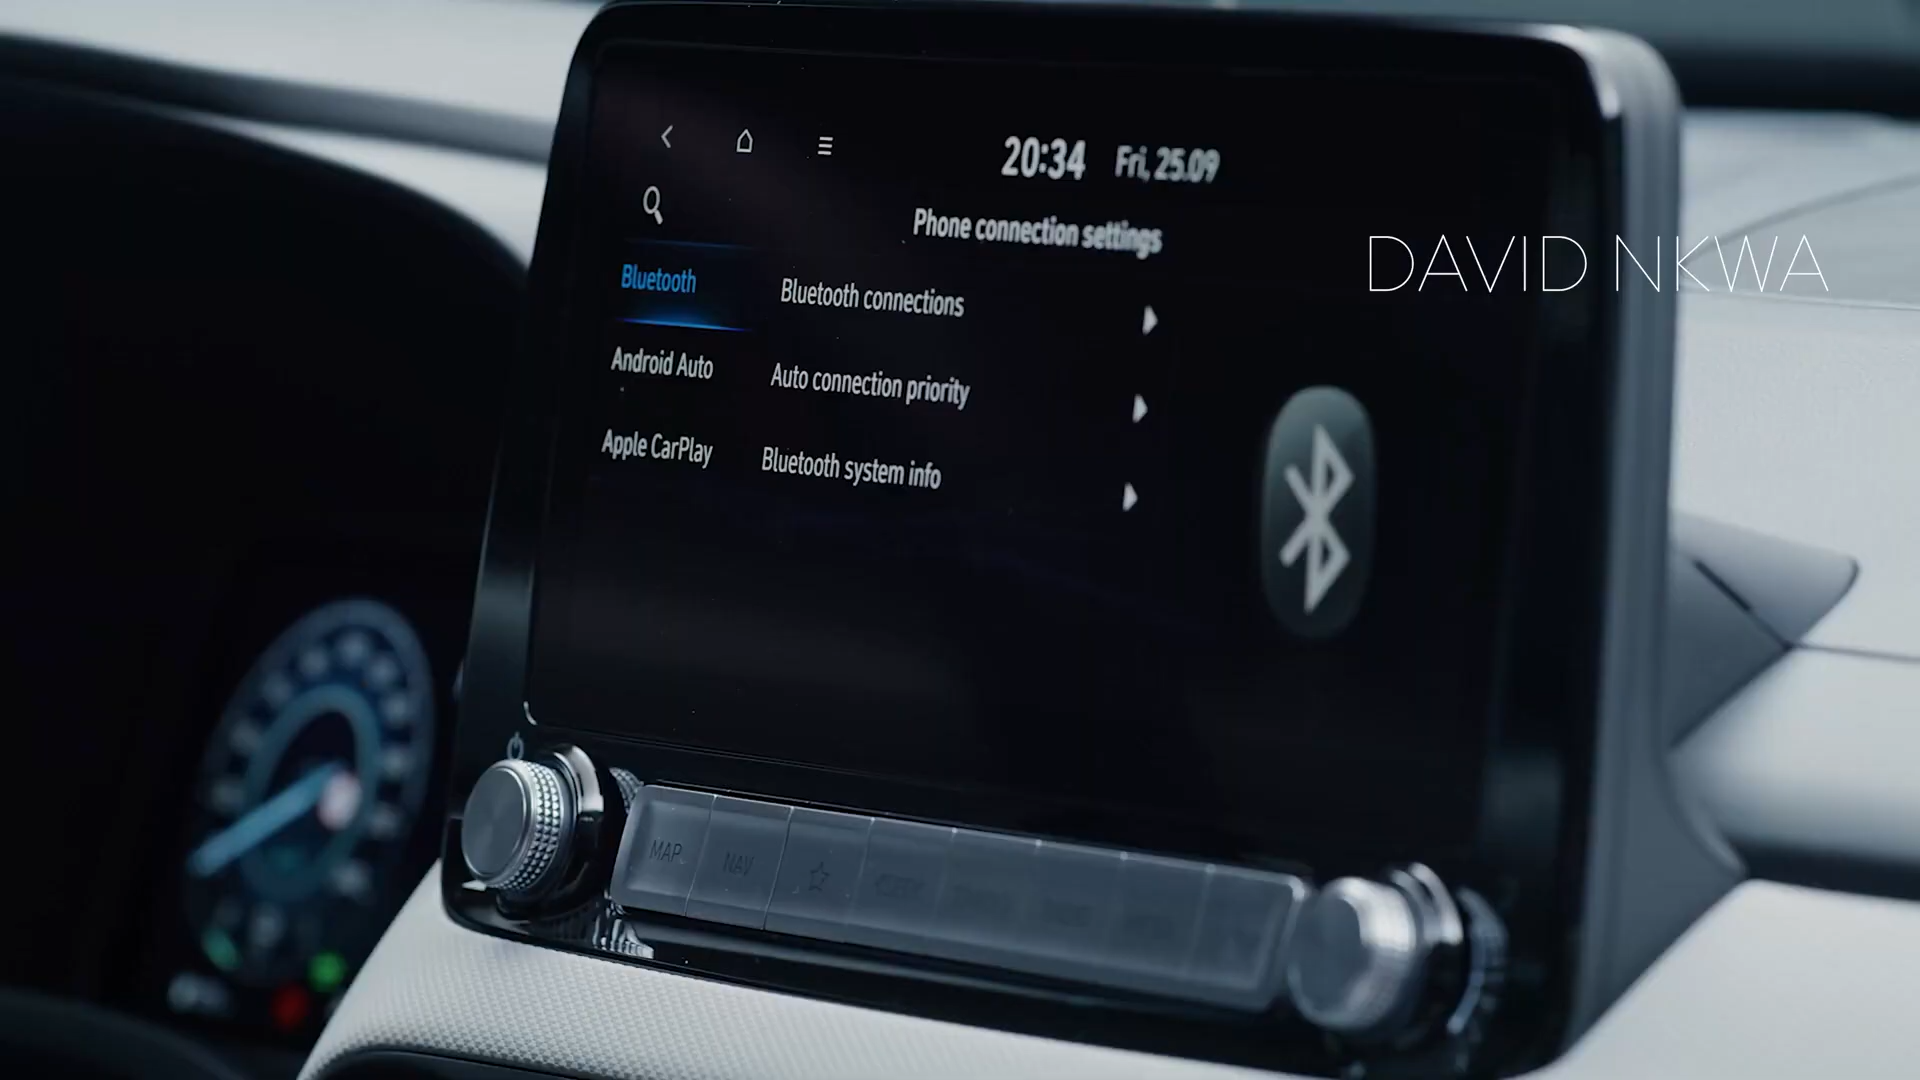 20:34 Fri, 25.09
Phone connection settings
DAVID NKWA
Bluetooth
Bluetooth connections
Android Auto
Auto connection priority
Apple CarPlay
Bluetooth system info
MAP
NAV